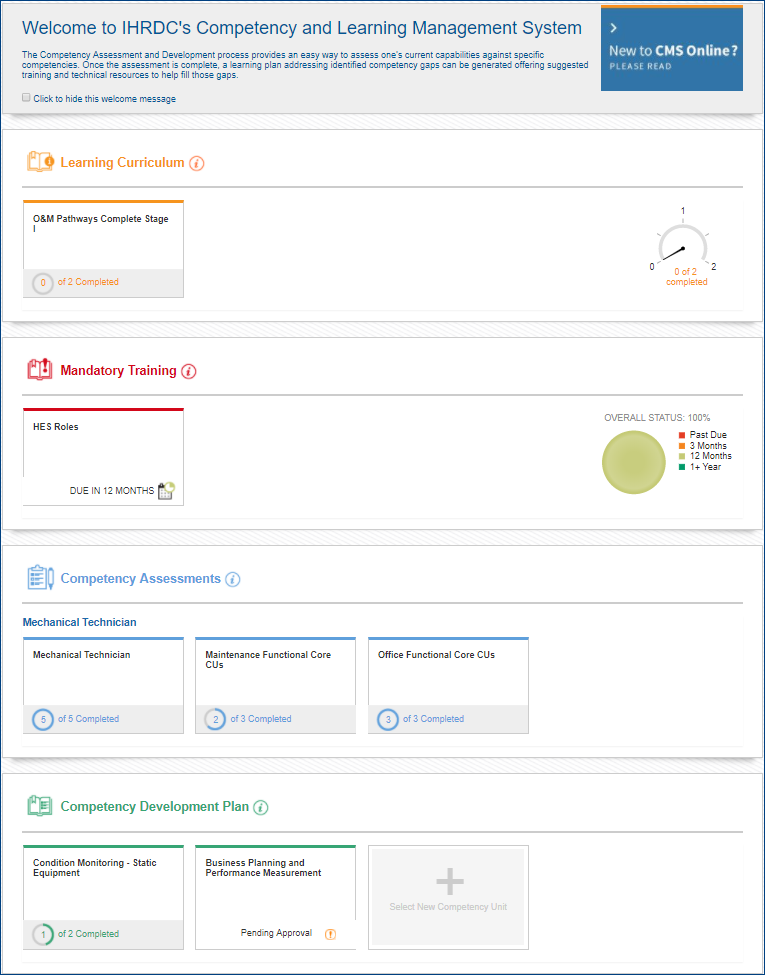 Welcome to IHRDC's Competency and Learning Management System
The Competency Assessment and Development process provides an easy way to assess one's current capabilities against specific
competencies. Once the assessment is complete, a learning plan addressing identified competency gaps can be generated offering suggested
training and technical resources to help fill those gaps.
Click to hide this welcome message
New to CMS Online?
PLEASE READ
Learning Curriculum
O&M Pathways Complete Stage
I
0 of 2 Completed
1
0
2
0 of 2
completed
Mandatory Training
HES Roles
DUE IN 12 MONTHS
OVERALL STATUS: 100%
Past Due
3 Months
12 Months
1+ Year
Competency Assessments
Mechanical Technician
Mechanical Technician
5 of 5 Completed
Maintenance Functional Core
CUs
2 of 3 Completed
Office Functional Core CUs
3 of 3 Completed
Competency Development Plan
Condition Monitoring - Static
Equipment
1 of 2 Completed
Business Planning and
Performance Measurement
Pending Approval
Select New Competency Unit